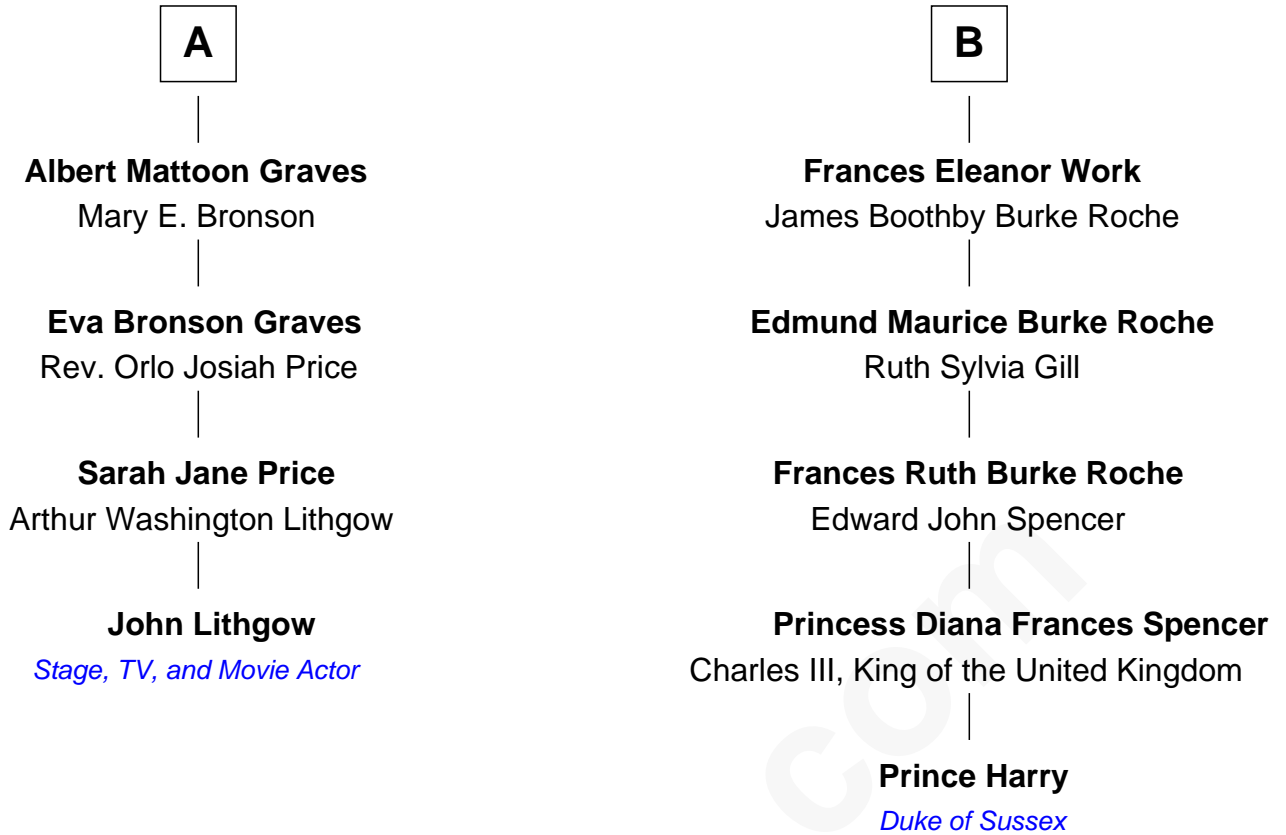 A
Albert Mattoon Graves
Mary E. Bronson
Eva Bronson Graves
Rev. Orlo Josiah Price
Sarah Jane Price
Arthur Washington Lithgow
John Lithgow
Stage, TV, and Movie Actor
B
Frances Eleanor Work
James Boothby Burke Roche
Edmund Maurice Burke Roche
Ruth Sylvia Gill
Frances Ruth Burke Roche
Edward John Spencer
Princess Diana Frances Spencer
Charles III, King of the United Kingdom
Prince Harry
Duke of Sussex
com